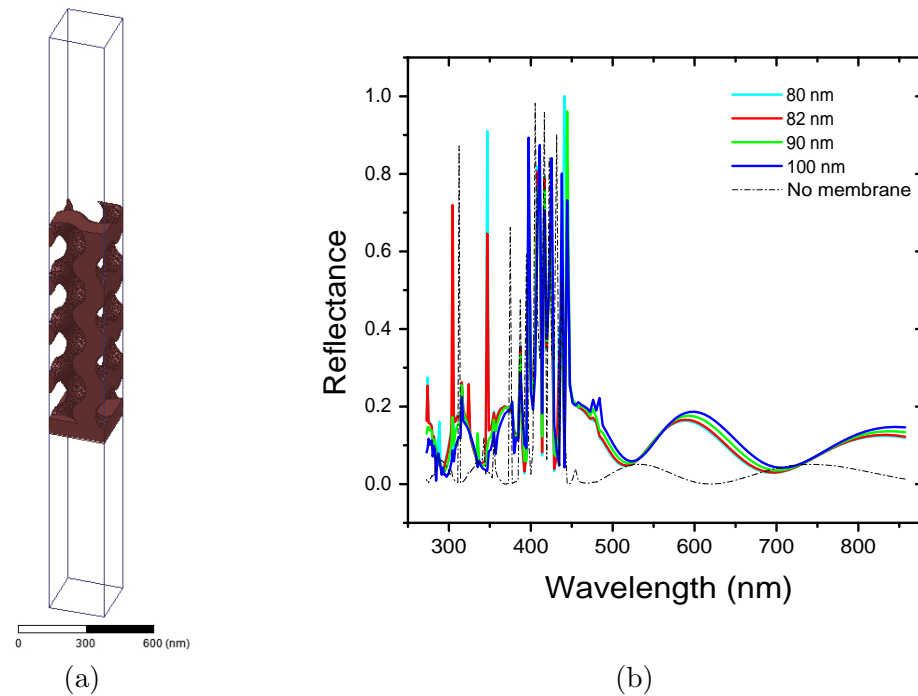 0 300 600 (nm)
(a)
1.0
0.8
0.6
0.4
0.2
0.0
Reflectance
300 400 500 600 700 800
Wavelength (nm)
80 nm
82 nm
90 nm
100 nm
No membrane
(b)